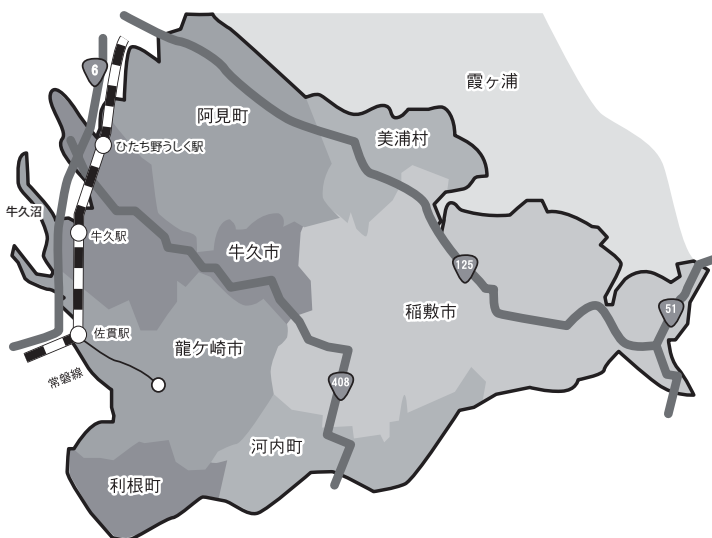 6
霞ヶ浦
阿見町
美浦村
ひたち野うしく駅
牛久沼
牛久駅
牛久市
125
稲敷市
51
佐貫駅
龍ケ崎市
常磐線
408
河内町
利根町